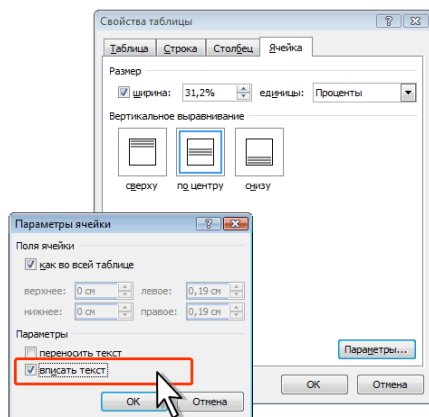 Свойства таблицы
Таблица Строка Столбец Ячейка
Размер
ширина: 31,2% единицы: Проценты
Вертикальное выравнивание
сверху по центру снизу
Параметры...
ОК Отмена
Параметры ячейки
Поля ячейки
как во всей таблице
верхнее: 0 см левое: 0,19 см
нижнее: 0 см правое: 0,19 см
Параметры
переносить текст
вписать текст
ОК Отмена